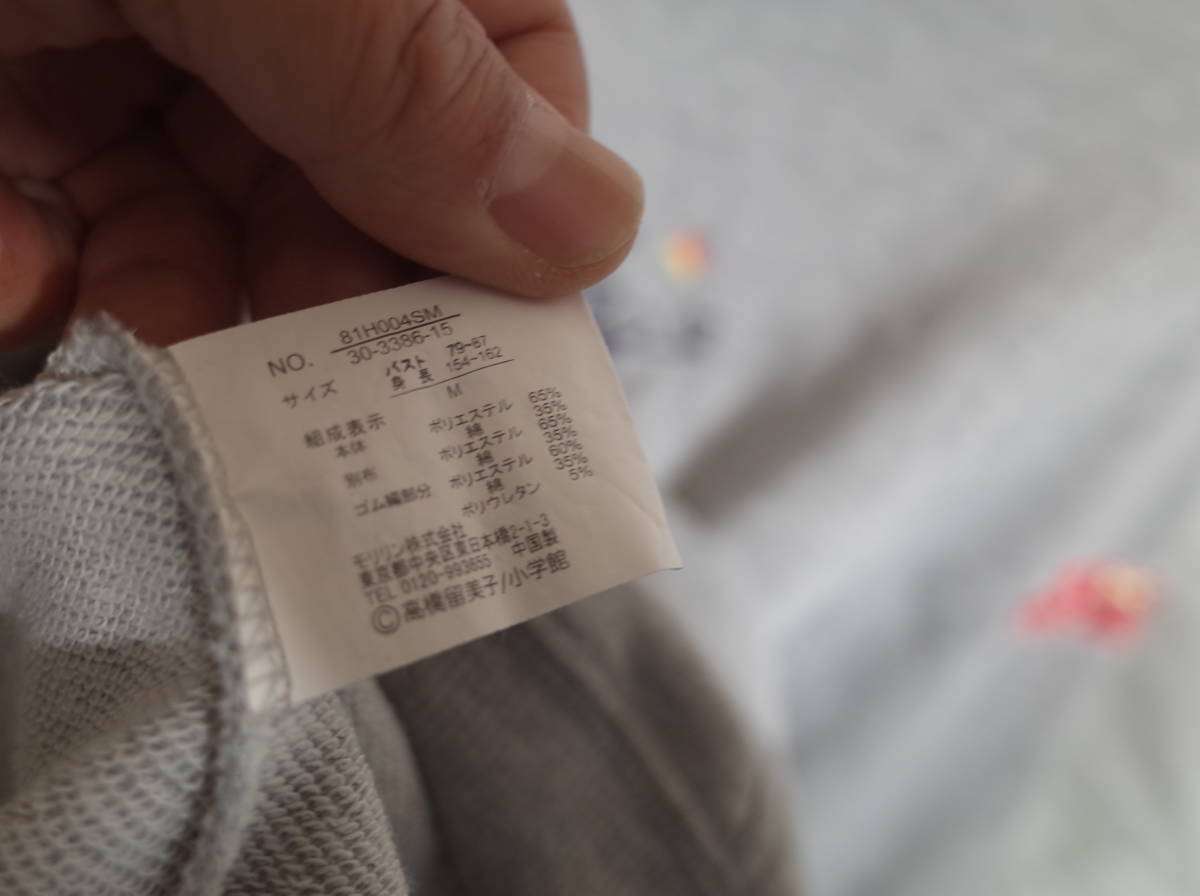 NO. 81H004SM
30-3386-15
サイズ バスト 79~87
身長 154~162
M
組成表示
本体 ポリエステル 65%
綿 35%
別布 ポリエステル 65%
綿 35%
ゴム編部分 ポリエステル 60%
綿 35%
ポリウレタン 5%
モリリン株式会社
東京都中央区東日本橋2-1-3
TEL 0120-993655 中国製
©高橋留美子/小学館